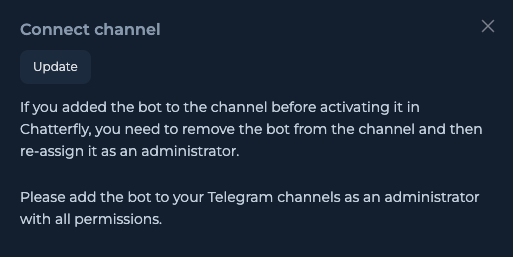 Connect channel
Update
If you added the bot to the channel before activating it in
Chatterfly, you need to remove the bot from the channel and then
re-assign it as an administrator.
Please add the bot to your Telegram channels as an administrator
with all permissions.